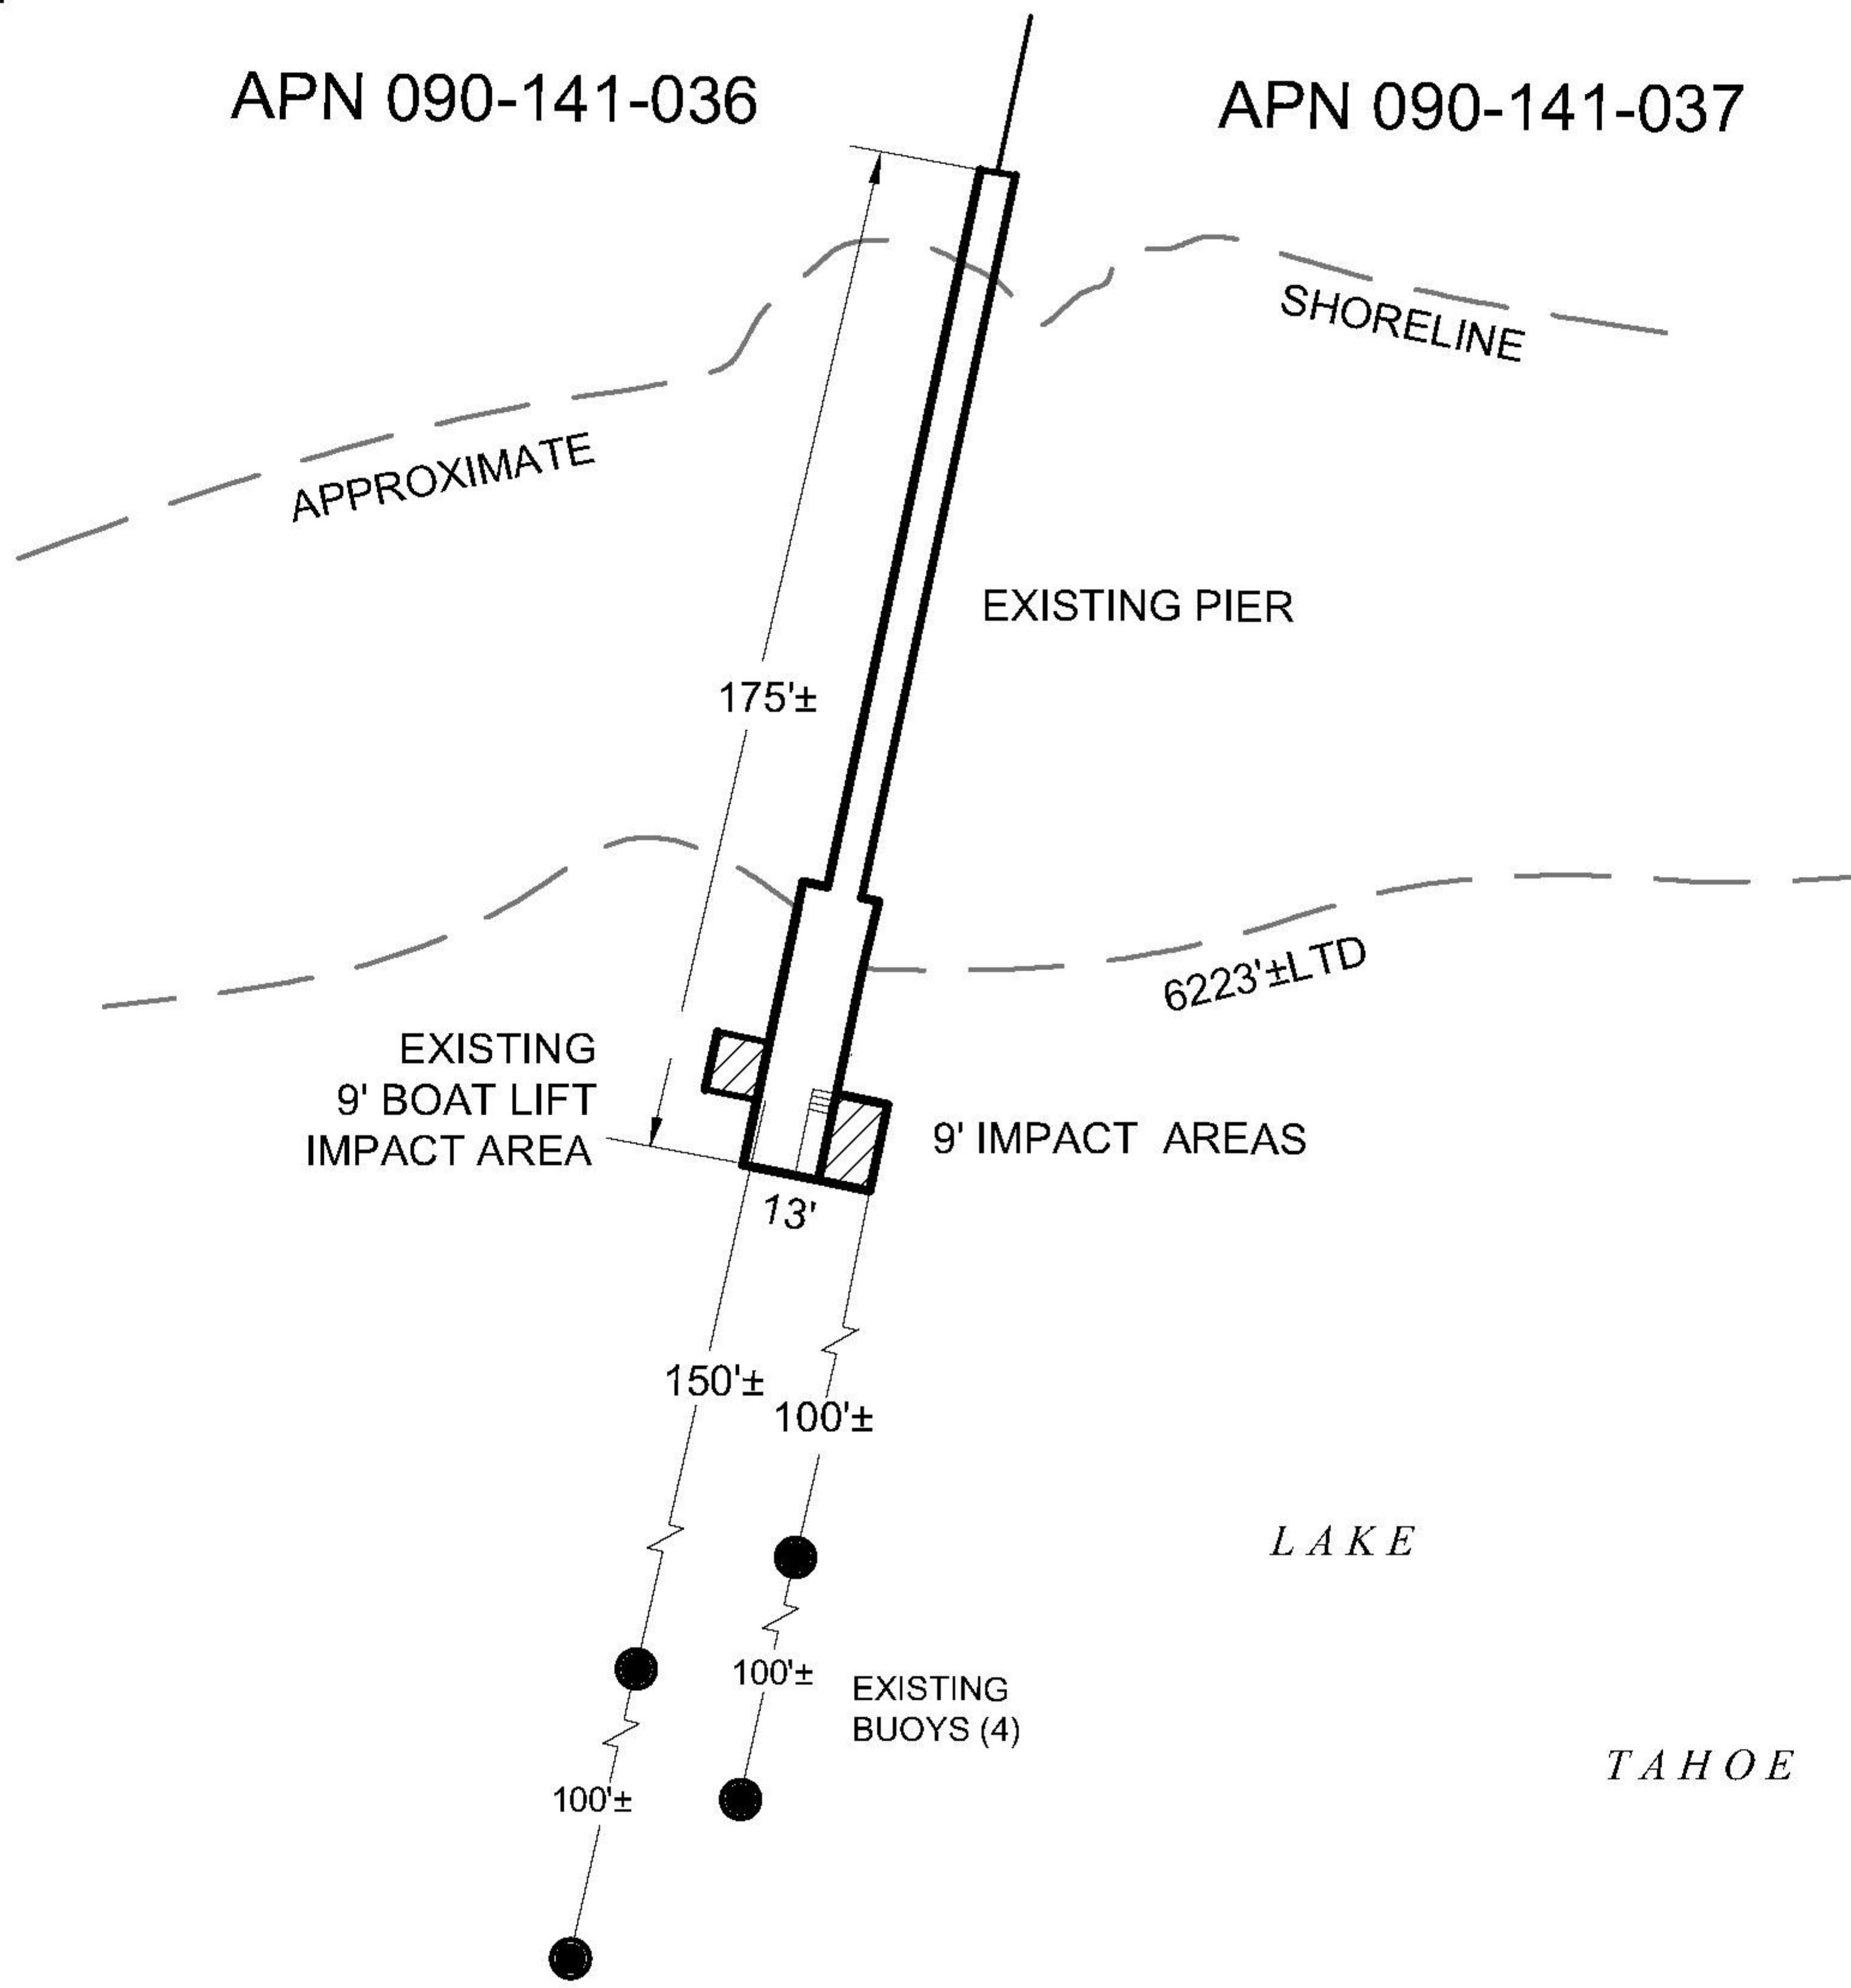 APN 090-141-036
APN 090-141-037
SHORELINE
APPROXIMATE
EXISTING PIER
175'±
6223'±LTD
EXISTING
9' BOAT LIFT
IMPACT AREA
9' IMPACT AREAS
13'
150'±
100'±
LAKE
100'±
EXISTING
BUOYS (4)
TAHOE
100'±